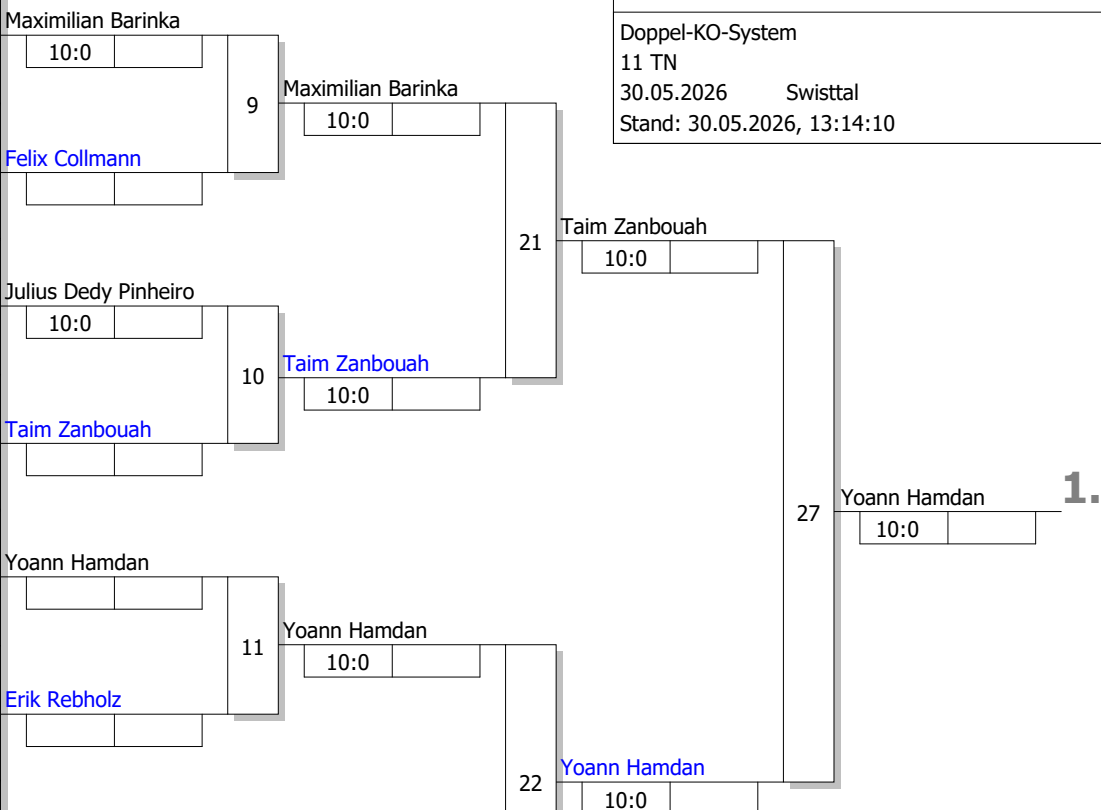 Maximilian Barinka
10:0
9
Felix Collmann
Maximilian Barinka
10:0
Julius Dedy Pinheiro
10:0
10
Taim Zanbouah
Taim Zanbouah
10:0
21
Taim Zanbouah
10:0
Yoann Hamdan
11
Erik Rebholz
Yoann Hamdan
10:0
22
Yoann Hamdan
10:0
27
Yoann Hamdan
10:0
1.
Doppel-KO-System
11 TN
30.05.2026 Swisttal
Stand: 30.05.2026, 13:14:10